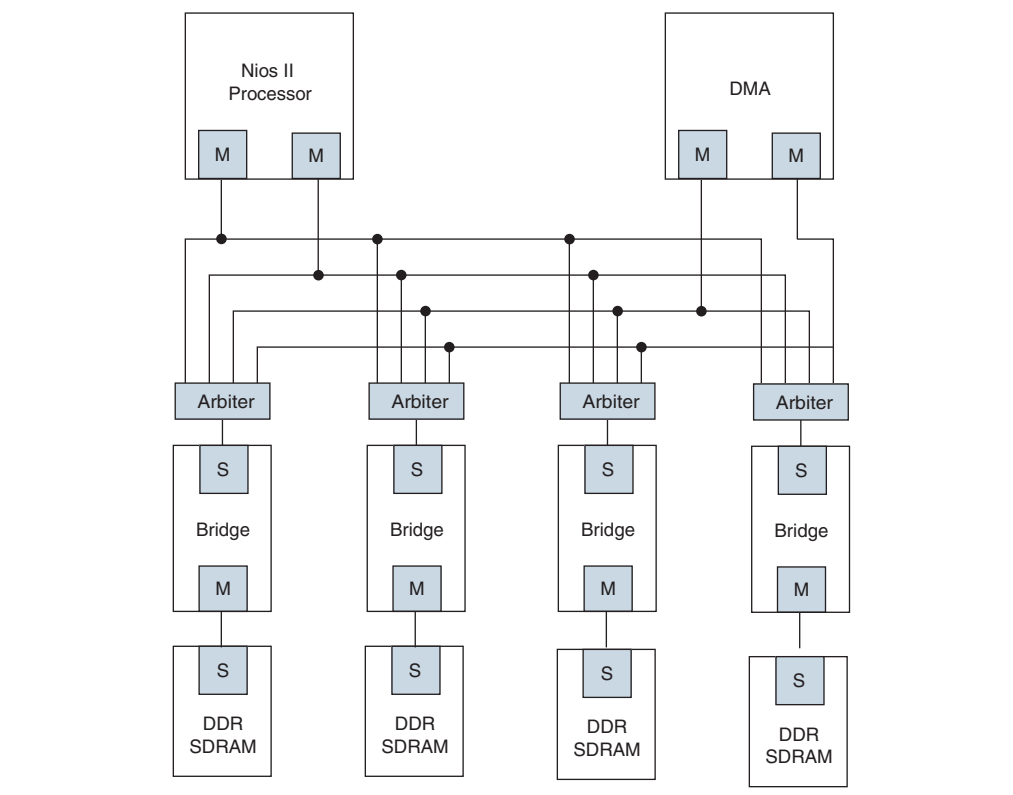 Nios II
Processor
DMA
M
M
M
M
Arbiter
Arbiter
Arbiter
Arbiter
S
S
S
S
Bridge
Bridge
Bridge
Bridge
M
M
M
M
S
S
S
S
DDR
SDRAM
DDR
SDRAM
DDR
SDRAM
DDR
SDRAM